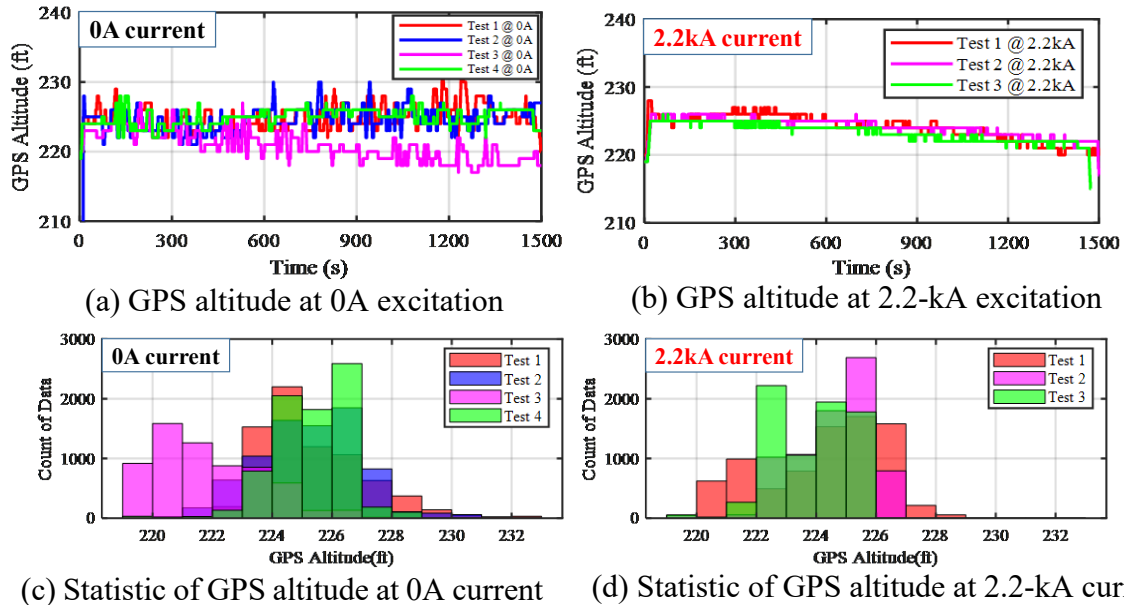 0A current
Test 1 @ 0A
Test 2 @ 0A
Test 3 @ 0A
Test 4 @ 0A
GPS Altitude (ft)
240
230
220
210
0 300 600 900 1200 1500
Time (s)
(a) GPS altitude at 0A excitation
2.2kA current
Test 1 @ 2.2kA
Test 2 @ 2.2kA
Test 3 @ 2.2kA
GPS Altitude (ft)
240
230
220
210
0 300 600 900 1200 1500
Time (s)
(b) GPS altitude at 2.2-kA excitation
0A current
Test 1
Test 2
Test 3
Test 4
Count of Data
3000
2000
1000
0
220 222 224 226 228 230 232
GPS Altitude(ft)
(c) Statistic of GPS altitude at 0A current
2.2kA current
Test 1
Test 2
Test 3
Count of Data
3000
2000
1000
0
220 222 224 226 228 230 232
GPS Altitude(ft)
(d) Statistic of GPS altitude at 2.2-kA cur